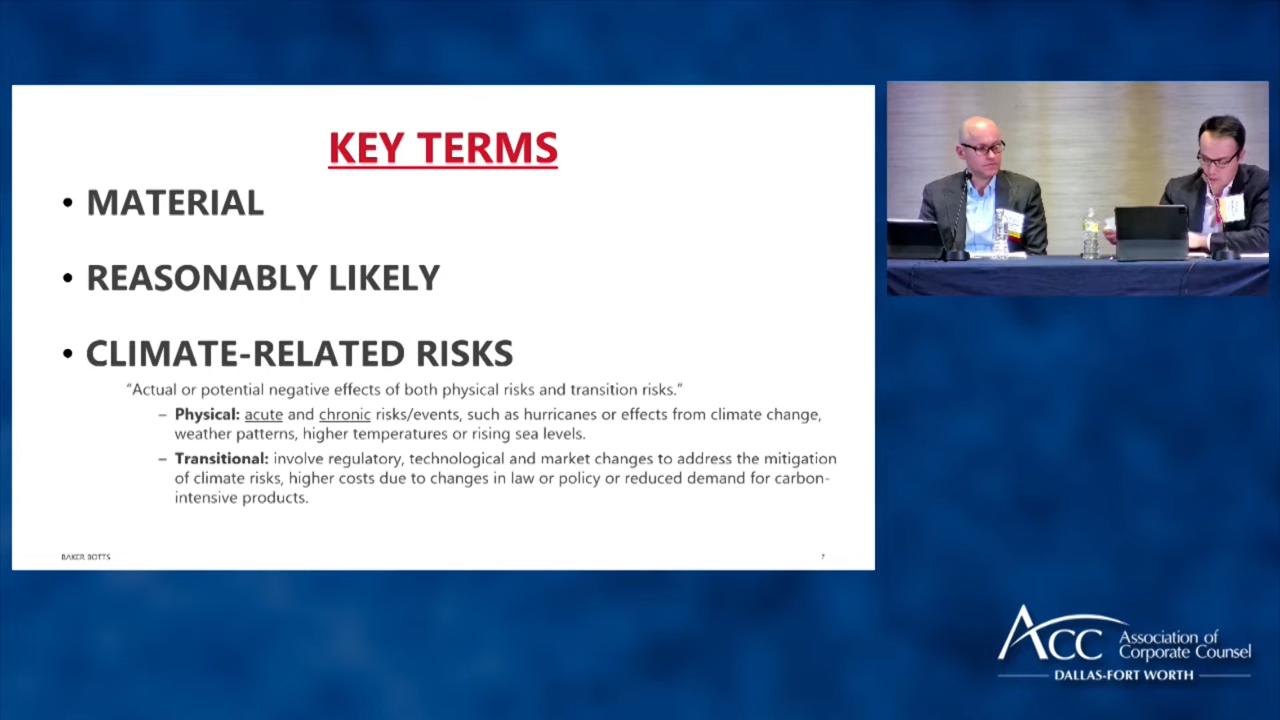 KEY TERMS
• MATERIAL
• REASONABLY LIKELY
• CLIMATE-RELATED RISKS
“Actual or potential negative effects of both physical risks and transition risks.”
– Physical: acute and chronic risks/events, such as hurricanes or effects from climate change,
weather patterns, higher temperatures or rising sea levels.
– Transitional: involve regulatory, technological and market changes to address the mitigation
of climate risks, higher costs due to changes in law or policy or reduced demand for carbon-
intensive products.
BAKER BOTTS
7
ACC Association of
Corporate Counsel
DALLAS-FORT WORTH